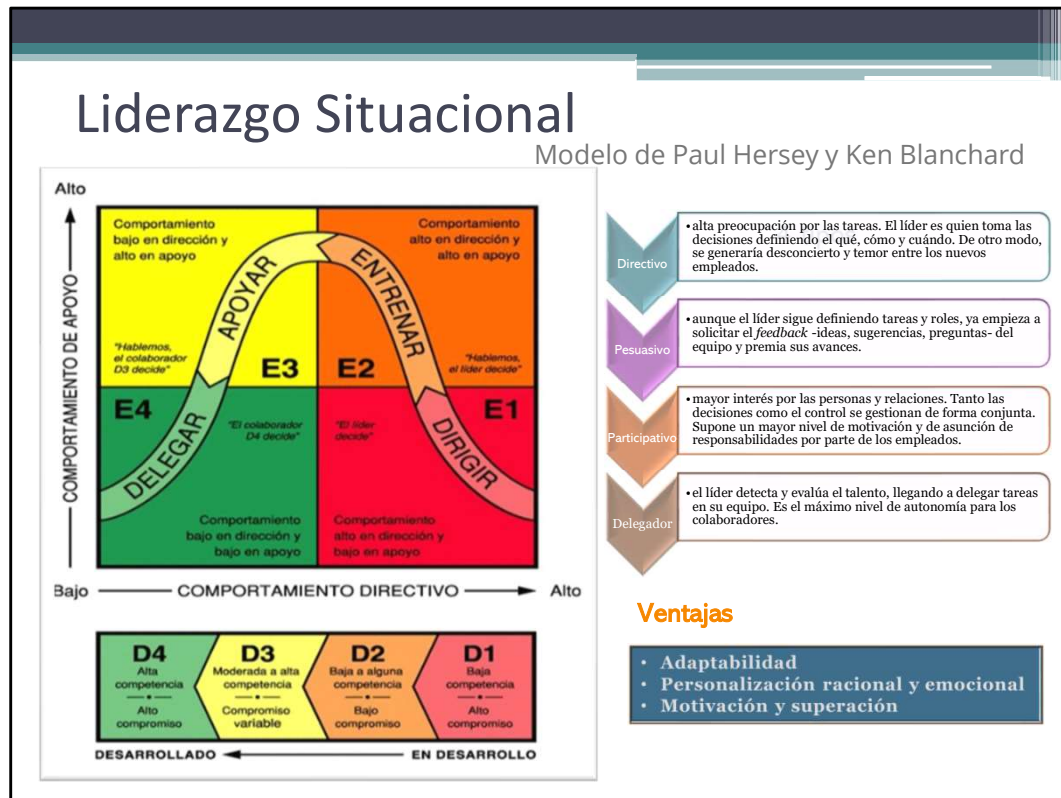 Liderazgo Situacional
Modelo de Paul Hersey y Ken Blanchard
Alto
COMPORTAMIENTO DE APOYO
Comportamiento
bajo en dirección y
alto en apoyo
Comportamiento
alto en dirección y
alto en apoyo
APOYAR
ENTRENAR
"Hablemos,
el colaborador
D3 decide"
E3
E2
"Hablemos,
el líder decide"
E4
"El colaborador
D4 decide"
"El líder
decide"
E1
DELEGAR
DIRIGIR
Comportamiento
bajo en dirección y
bajo en apoyo
Comportamiento
alto en dirección y
bajo en apoyo
Bajo
COMPORTAMIENTO DIRECTIVO
Alto
D4
Alta
competencia
Alto
compromiso
D3
Moderada a alta
competencia
Compromiso
variable
D2
Baja a alguna
competencia
Bajo
compromiso
D1
Baja
competencia
Alto
compromiso
DESARROLLADO
EN DESARROLLO
Directivo
•alta preocupación por las tareas. El líder es quien toma las
decisiones definiendo el qué, cómo y cuándo. De otro modo,
se generaría desconcierto y temor entre los nuevos
empleados.
Pesuasivo
•aunque el líder sigue definiendo tareas y roles, ya empieza a
solicitar el feedback -ideas, sugerencias, preguntas- del
equipo y premia sus avances.
Participativo
•mayor interés por las personas y relaciones. Tanto las
decisiones como el control se gestionan de forma conjunta.
Supone un mayor nivel de motivación y de asunción de
responsabilidades por parte de los empleados.
Delegador
•el líder detecta y evalúa el talento, llegando a delegar tareas
en su equipo. Es el máximo nivel de autonomía para los
colaboradores.
Ventajas
• Adaptabilidad
• Personalización racional y emocional
• Motivación y superación